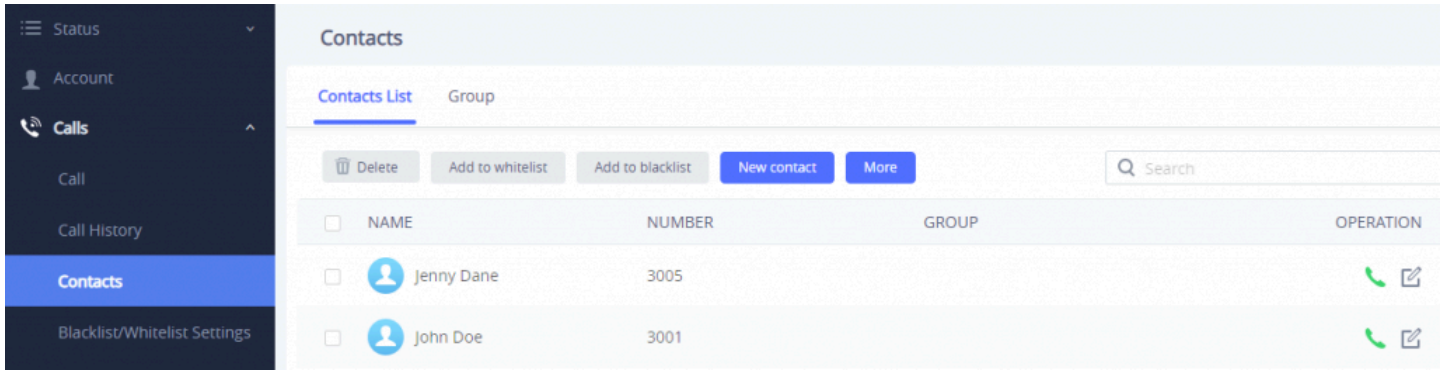 Status
Account
Calls
Call
Call History
Contacts
Blacklist/Whitelist Settings
Contacts
Contacts List Group
Delete Add to whitelist Add to blacklist New contact More Search
NAME NUMBER GROUP OPERATION
Jenny Dane 3005
John Doe 3001